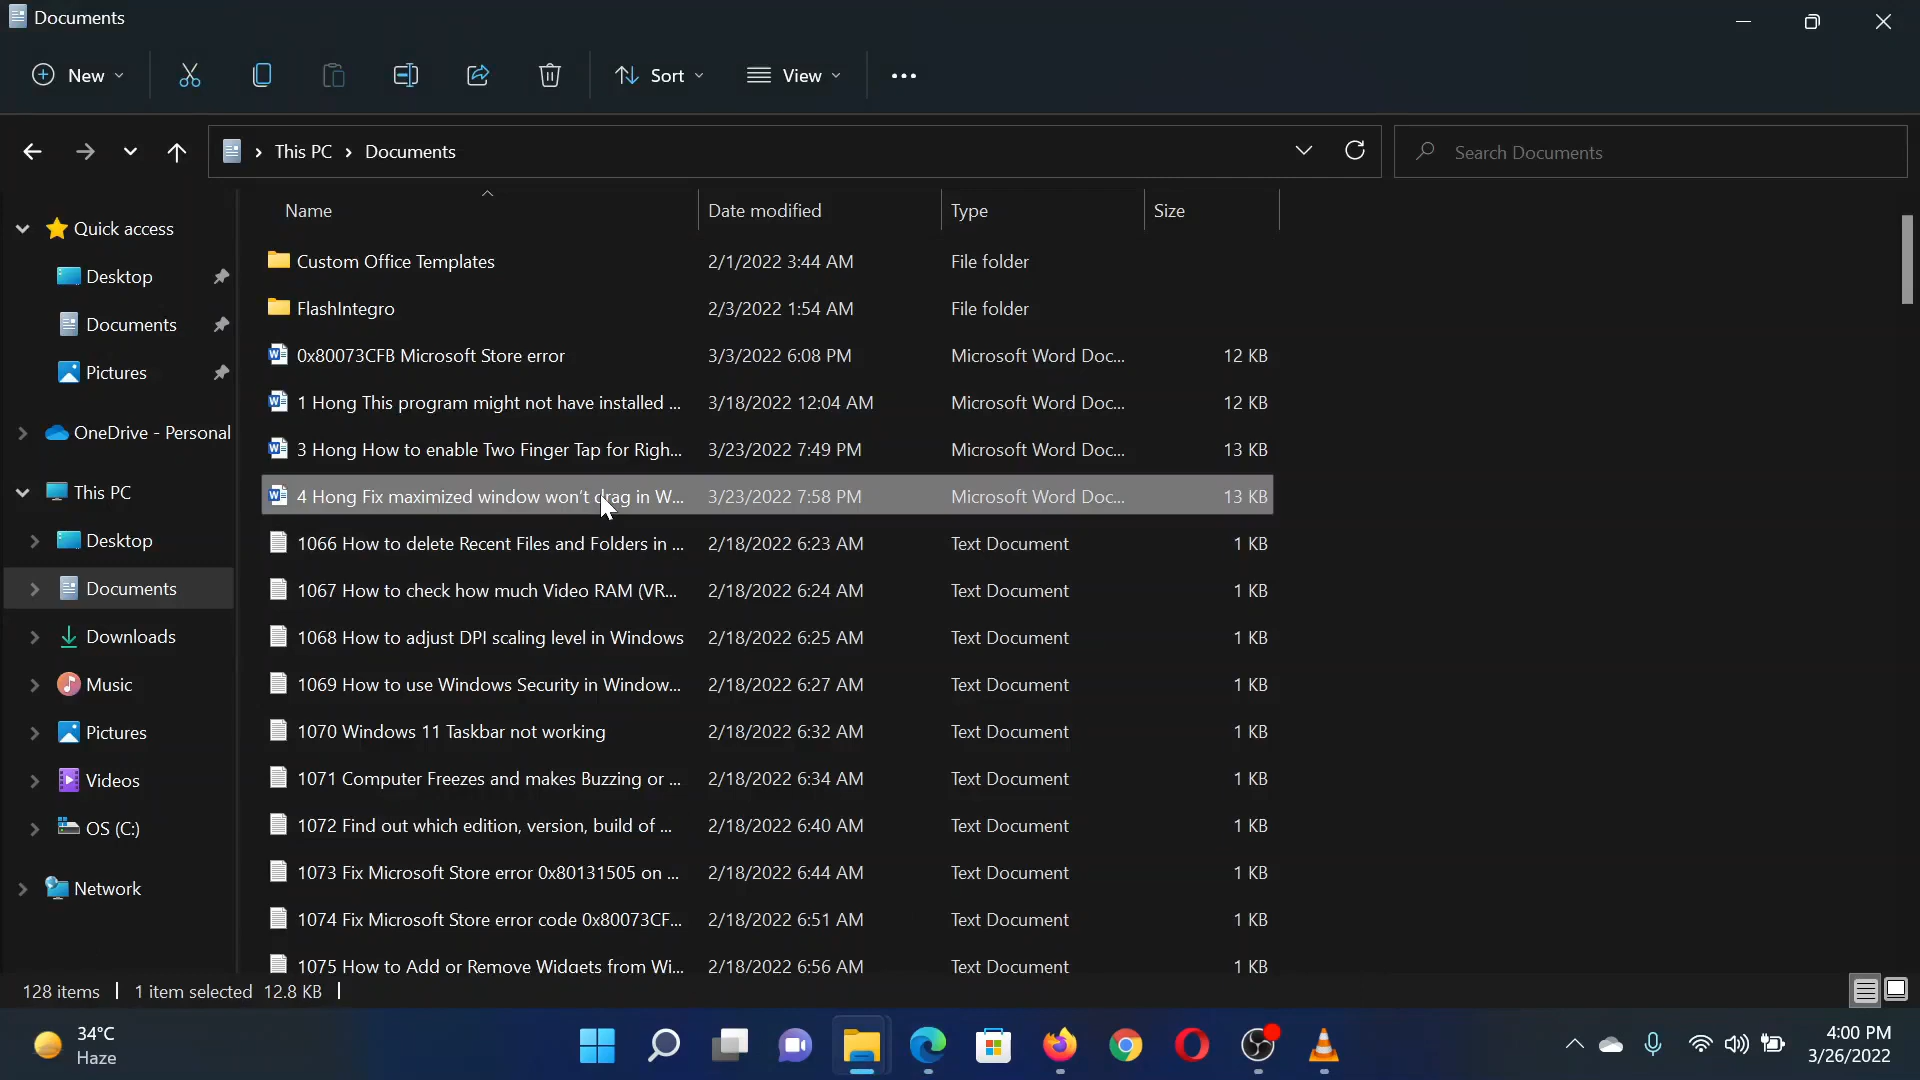 Documents
New
Sort
View
This PC > Documents
Search Documents
Name Date modified Type Size
Quick access
Desktop
Documents
Pictures
OneDrive - Personal
This PC
Desktop
Documents
Downloads
Music
Pictures
Videos
OS (C:)
Network
Custom Office Templates 2/1/2022 3:44 AM File folder
FlashIntegro 2/3/2022 1:54 AM File folder
0x80073CFB Microsoft Store error 3/3/2022 6:08 PM Microsoft Word Doc... 12 KB
1 Hong This program might not have installed ... 3/18/2022 12:04 AM Microsoft Word Doc... 12 KB
3 Hong How to enable Two Finger Tap for Righ... 3/23/2022 7:49 PM Microsoft Word Doc... 13 KB
4 Hong Fix maximized window won't drag in W... 3/23/2022 7:58 PM Microsoft Word Doc... 13 KB
1066 How to delete Recent Files and Folders in ... 2/18/2022 6:23 AM Text Document 1 KB
1067 How to check how much Video RAM (VR... 2/18/2022 6:24 AM Text Document 1 KB
1068 How to adjust DPI scaling level in Windows 2/18/2022 6:25 AM Text Document 1 KB
1069 How to use Windows Security in Window... 2/18/2022 6:27 AM Text Document 1 KB
1070 Windows 11 Taskbar not working 2/18/2022 6:32 AM Text Document 1 KB
1071 Computer Freezes and makes Buzzing or ... 2/18/2022 6:34 AM Text Document 1 KB
1072 Find out which edition, version, build of ... 2/18/2022 6:40 AM Text Document 1 KB
1073 Fix Microsoft Store error 0x80131505 on ... 2/18/2022 6:44 AM Text Document 1 KB
1074 Fix Microsoft Store error code 0x80073CF... 2/18/2022 6:51 AM Text Document 1 KB
1075 How to Add or Remove Widgets from Wi... 2/18/2022 6:56 AM Text Document 1 KB
128 items 1 item selected 12.8 KB
34°C
Haze
4:00 PM
3/26/2022